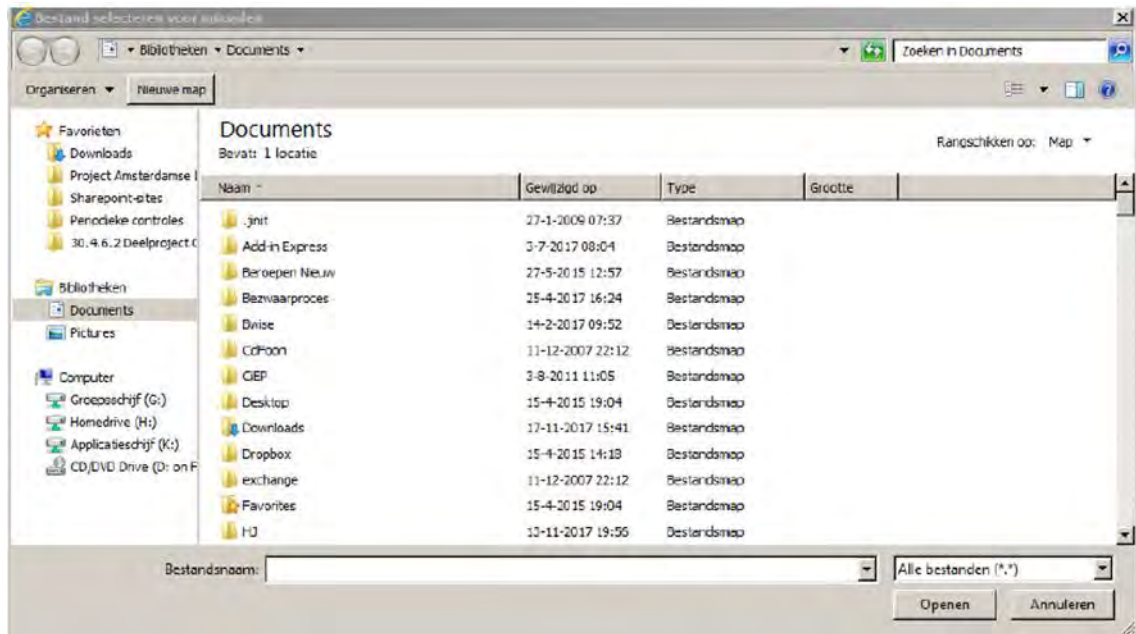 Bestand selecteren voor
Bibliotheken Documents
Zoeken in Documents
Organiseren Nieuwe map
Favorieten
Downloads
Project Amsterdamse
Sharepoint-sites
Periodieke controles
30.4.6.2 Deelproject
Bibliotheken
Documents
Pictures
Computer
Groepsschijf (G:)
Homedrive (H:)
Applicatieschijf (K:)
CD/DVD Drive (D: on F
Documents
Bevat: 1 locatie
Rangschikken op: Map
Naam Gewijzigd op Type Grootte
.jinit 27-1-2009 07:37 Bestandsmap
Add-in Express 3-7-2017 08:04 Bestandsmap
Beroepen Nieuw 27-5-2015 12:57 Bestandsmap
Bezwaarproces 25-4-2017 16:24 Bestandsmap
Bwise 14-2-2017 09:52 Bestandsmap
CdFoon 11-12-2007 22:12 Bestandsmap
GEP 3-8-2011 11:05 Bestandsmap
Desktop 15-4-2015 19:04 Bestandsmap
Downloads 17-11-2017 15:41 Bestandsmap
Dropbox 15-4-2015 14:18 Bestandsmap
exchange 11-12-2007 22:12 Bestandsmap
Favorites 15-4-2015 19:04 Bestandsmap
HJ 13-11-2017 19:56 Bestandsmap
Bestandsnaam: Alle bestanden (*.*)
Openen Annuleren